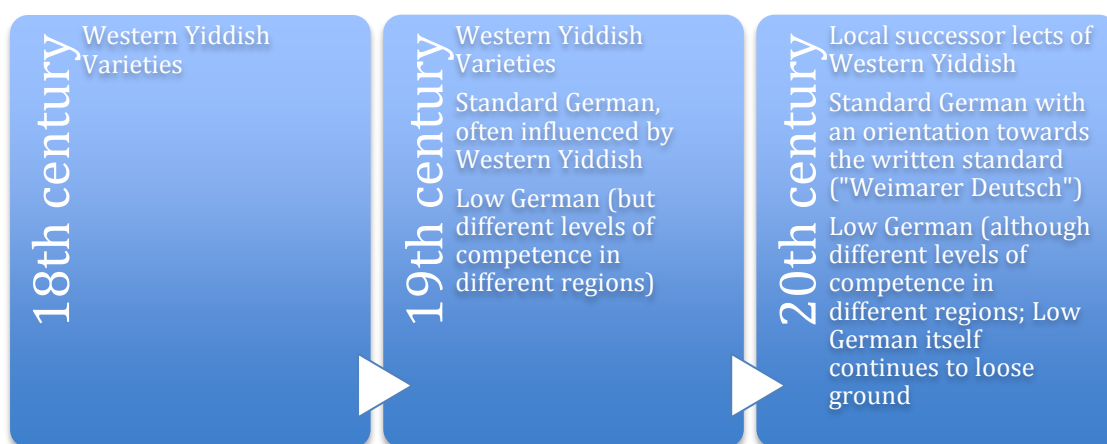 18th century
Western Yiddish
Varieties
19th century
Western Yiddish
Varieties
Standard German,
often influenced by
Western Yiddish
Low German (but
different levels of
competence in
different regions)
20th century
Local successor lects of
Western Yiddish
Standard German with
an orientation towards
the written standard
("Weimarer Deutsch")
Low German (although
different levels of
competence in
different regions; Low
German itself
continues to loose
ground